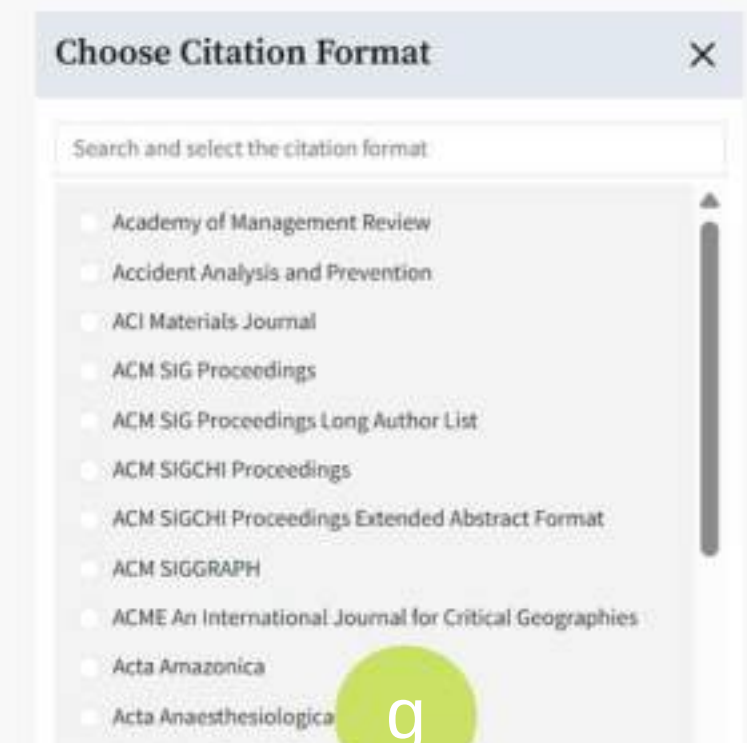 Choose Citation Format
Search and select the citation format
Academy of Management Review
Accident Analysis and Prevention
ACI Materials Journal
ACM SIG Proceedings
ACM SIG Proceedings Long Author List
ACM SIGCHI Proceedings
ACM SIGCHI Proceedings Extended Abstract Format
ACM SIGGRAPH
ACME An International Journal for Critical Geographies
Acta Amazonica
Acta Anaesthesiologica
q